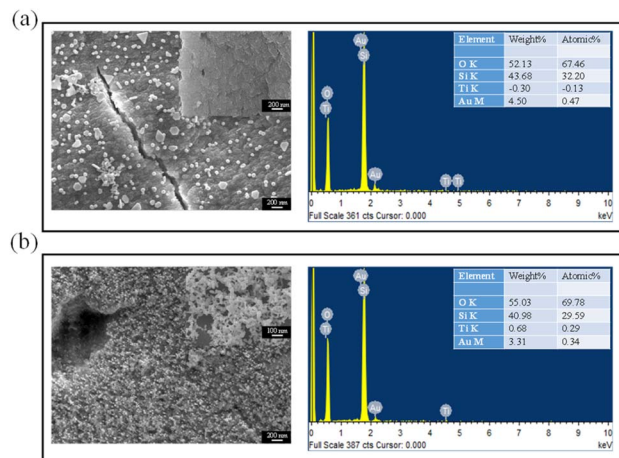 (a)
200 nm
200 nm
Au
Si
O
Ti
Au
Ti
Ti
Element Weight% Atomic%
O K 52.13 67.46
Si K 43.68 32.20
Ti K -0.30 -0.13
Au M 4.50 0.47
0 1 2 3 4 5 6 7 8 9 10
Full Scale 361 cts Cursor: 0.000
keV
(b)
100 nm
200 nm
Au
Si
O
Ti
Au
Ti
Element Weight% Atomic%
O K 55.03 69.78
Si K 40.98 29.59
Ti K 0.68 0.29
Au M 3.31 0.34
0 1 2 3 4 5 6 7 8 9 10
Full Scale 387 cts Cursor: 0.000
keV